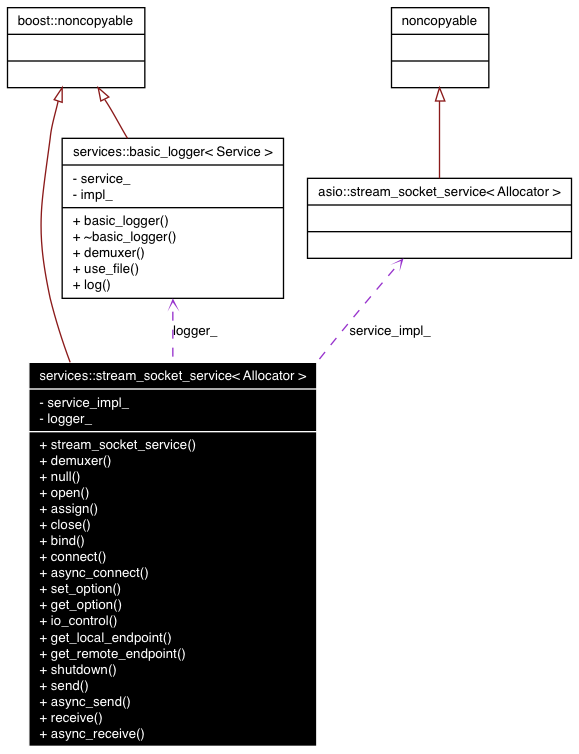 boost::noncopyable
noncopyable
services::basic_logger< Service >
- service_
- impl_
+ basic_logger()
+ ~basic_logger()
+ demuxer()
+ use_file()
+ log()
asio::stream_socket_service< Allocator >
logger_
service_impl_
services::stream_socket_service< Allocator >
- service_impl_
- logger_
+ stream_socket_service()
+ demuxer()
+ null()
+ open()
+ assign()
+ close()
+ bind()
+ connect()
+ async_connect()
+ set_option()
+ get_option()
+ io_control()
+ get_local_endpoint()
+ get_remote_endpoint()
+ shutdown()
+ send()
+ async_send()
+ receive()
+ async_receive()